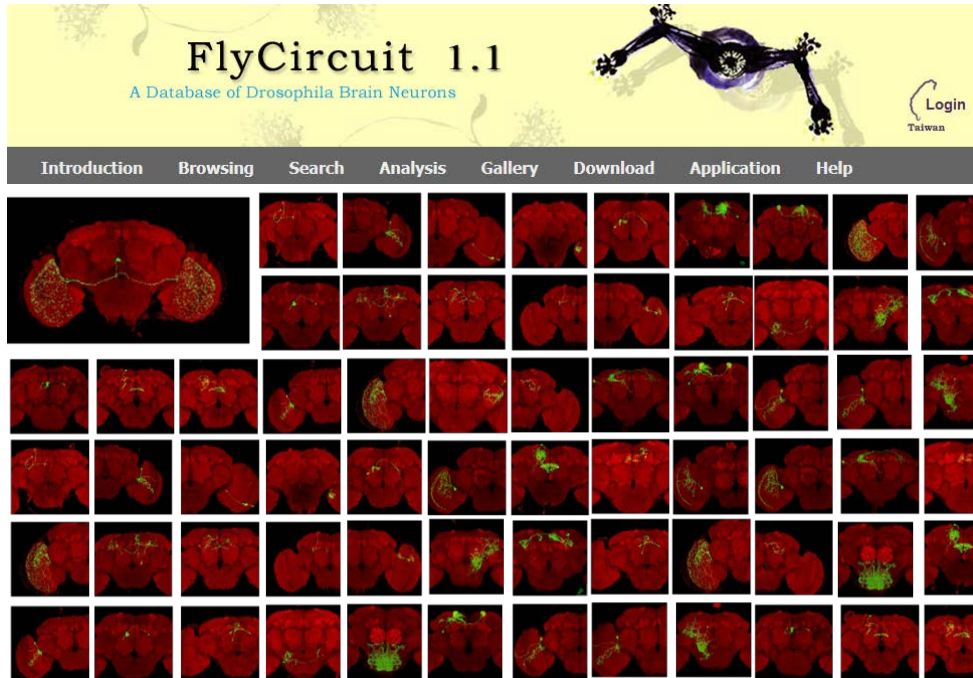 FlyCircuit 1.1
A Database of Drosophila Brain Neurons
Login
Taiwan
Introduction Browsing Search Analysis Gallery Download Application Help